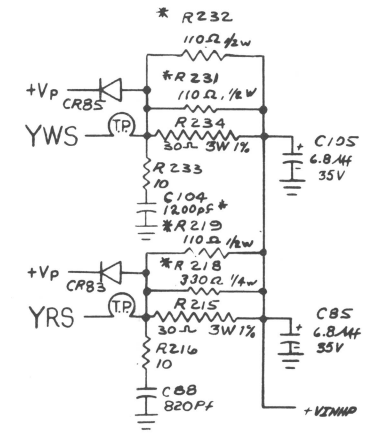 * R232
110Ω 1/2W
+Vp
CR85
*R231
110Ω, 1/2W
T.P.
YWS
R234
30Ω 3W 1%
C105
6.8µf
35V
R233
10
C104
1200pf *
*R219
110Ω 1/2W
+Vp
CR83
*R218
330Ω 1/4W
T.P.
YRS
R215
30Ω 3W 1%
C85
6.8µf
35V
R216
10
C88
820Pf
+VINHP